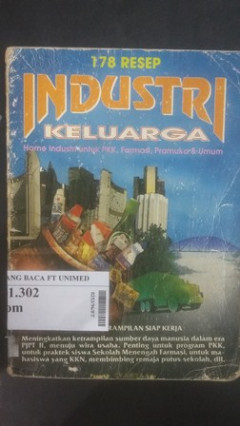 178 RESEP
INDUSTRI
KELUARGA
Home Industri untuk PKK, Farmasi, Pramuka & Umum
ANG BACA FT UNIMED
1.302
om
RAMPILAN SIAP KERJA
Meningkatkan ketrampilan sumber daya manusia dalam era
PJPT II, menuju wira usaha. Penting untuk program PKK,
untuk praktek siswa Sekolah Menengah Farmasi, untuk ma-
hasiswa yang KKN, membimbing remaja putus sekolah, dll.